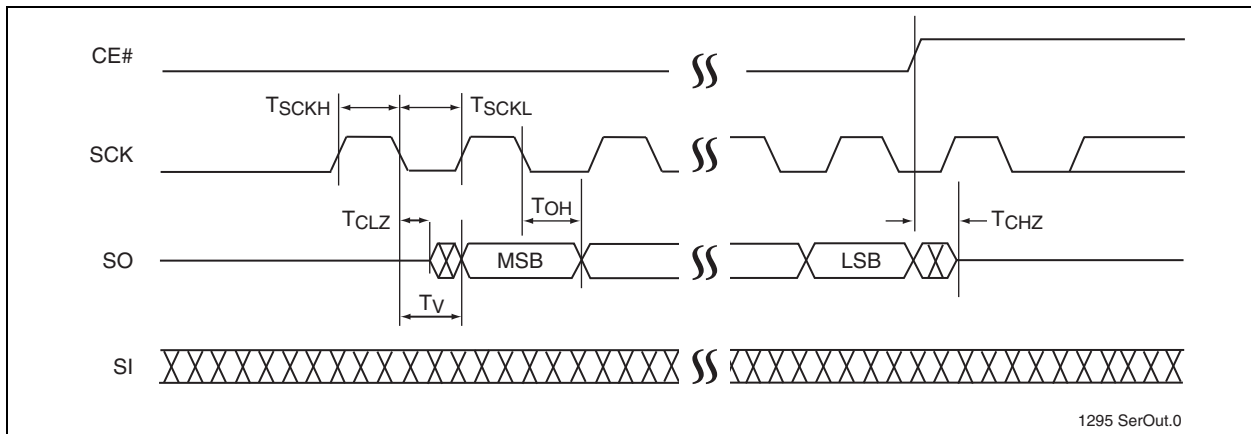 CE#
TSCKH TSCKL
SCK
TOH
TCLZ TCHZ
SO MSB LSB
TV
SI
1295 SerOut.0